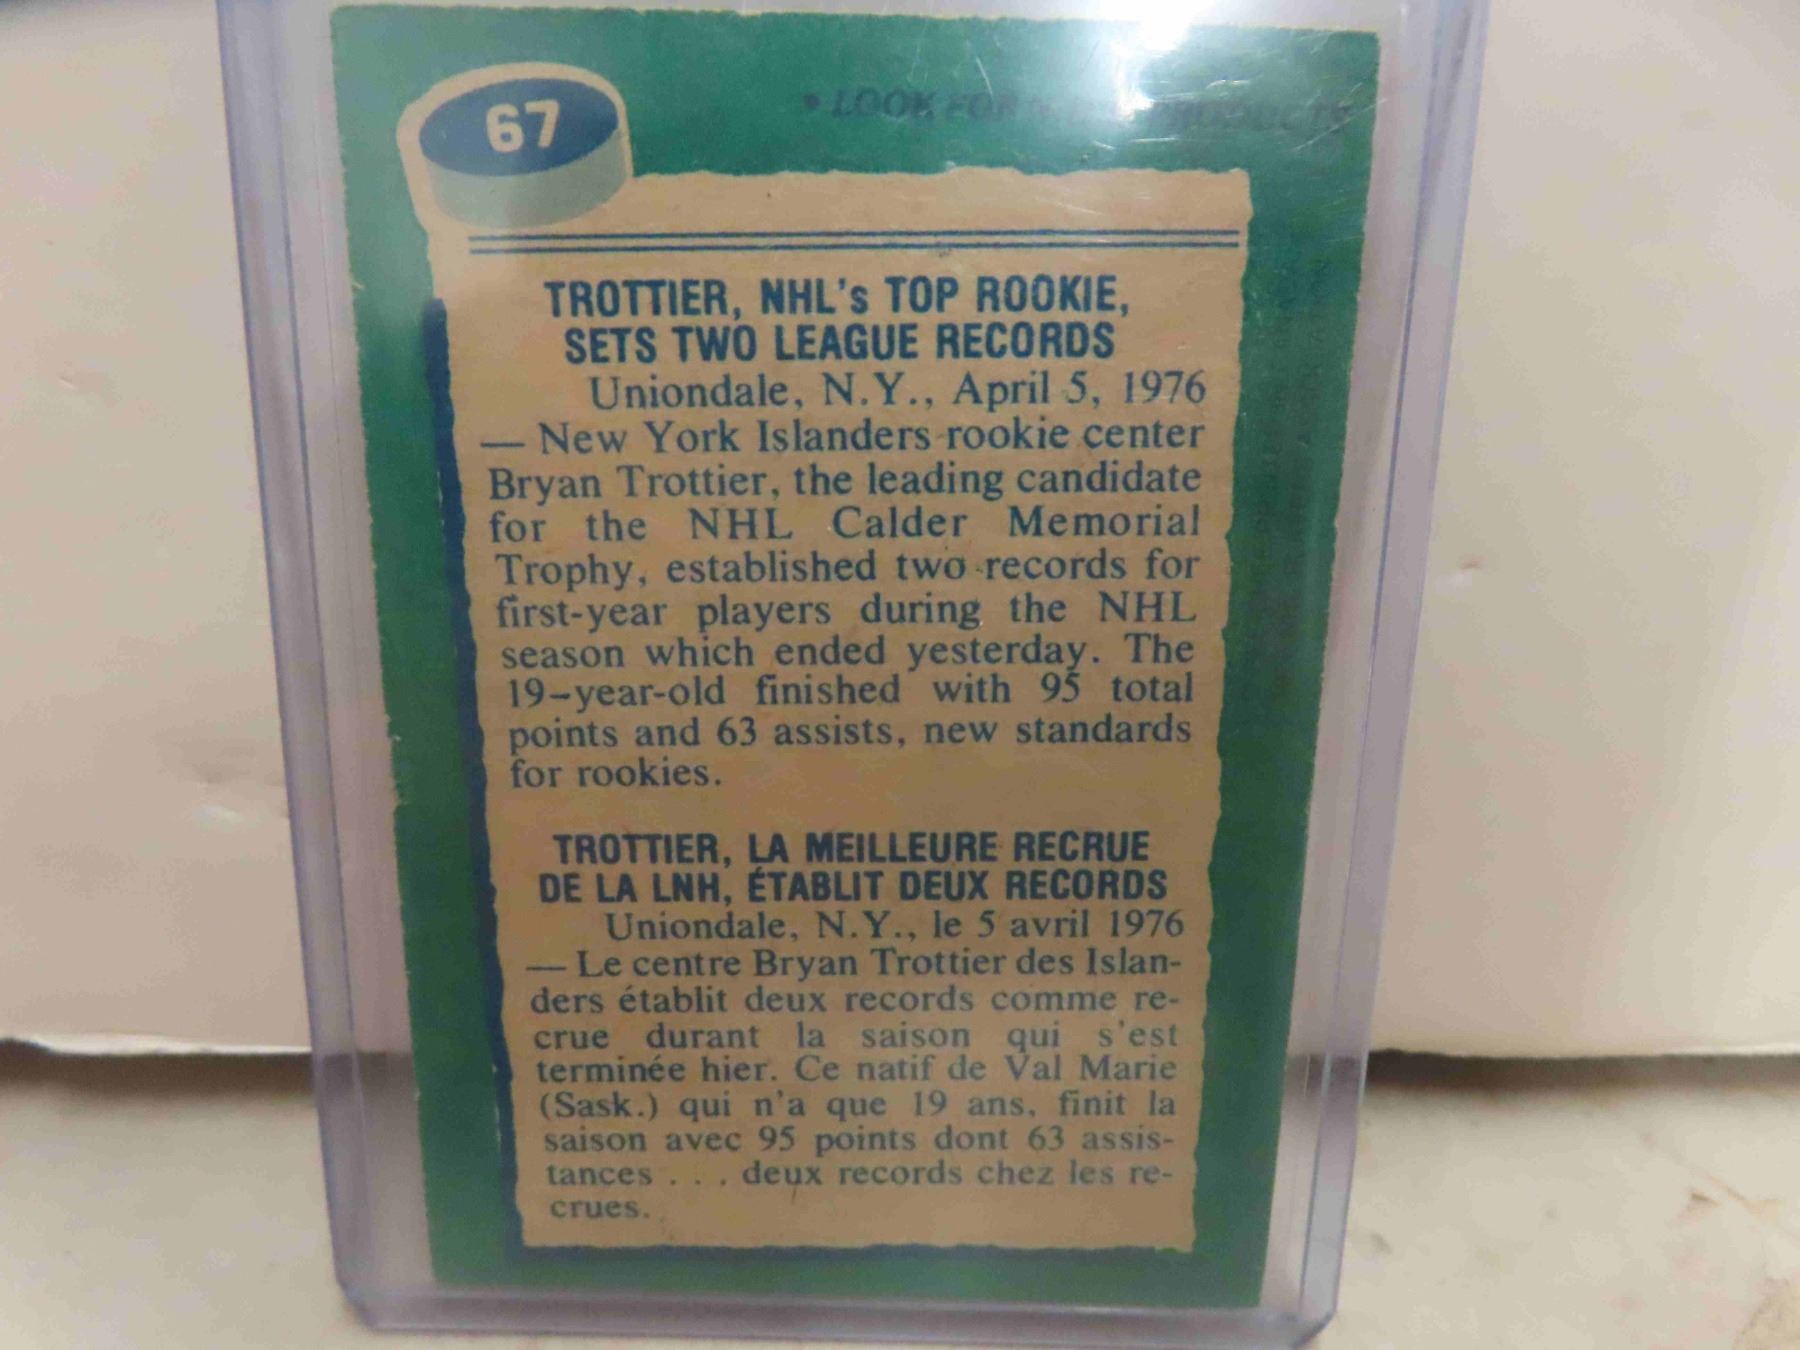 67
• LOOK FOR PRODUCTS
TROTTIER, NHL's TOP ROOKIE,
SETS TWO LEAGUE RECORDS
Uniondale, N.Y., April 5, 1976
— New York Islanders rookie center
Bryan Trottier, the leading candidate
for the NHL Calder Memorial
Trophy, established two records for
first-year players during the NHL
season which ended yesterday. The
19-year-old finished with 95 total
points and 63 assists, new standards
for rookies.
TROTTIER, LA MEILLEURE RECRUE
DE LA LNH, ÉTABLIT DEUX RECORDS
Uniondale, N.Y., le 5 avril 1976
— Le centre Bryan Trottier des Islan-
ders établit deux records comme re-
crue durant la saison qui s'est
terminée hier. Ce natif de Val Marie
(Sask.) qui n'a que 19 ans, finit la
saison avec 95 points dont 63 assis-
tances . . . deux records chez les re-
crues.